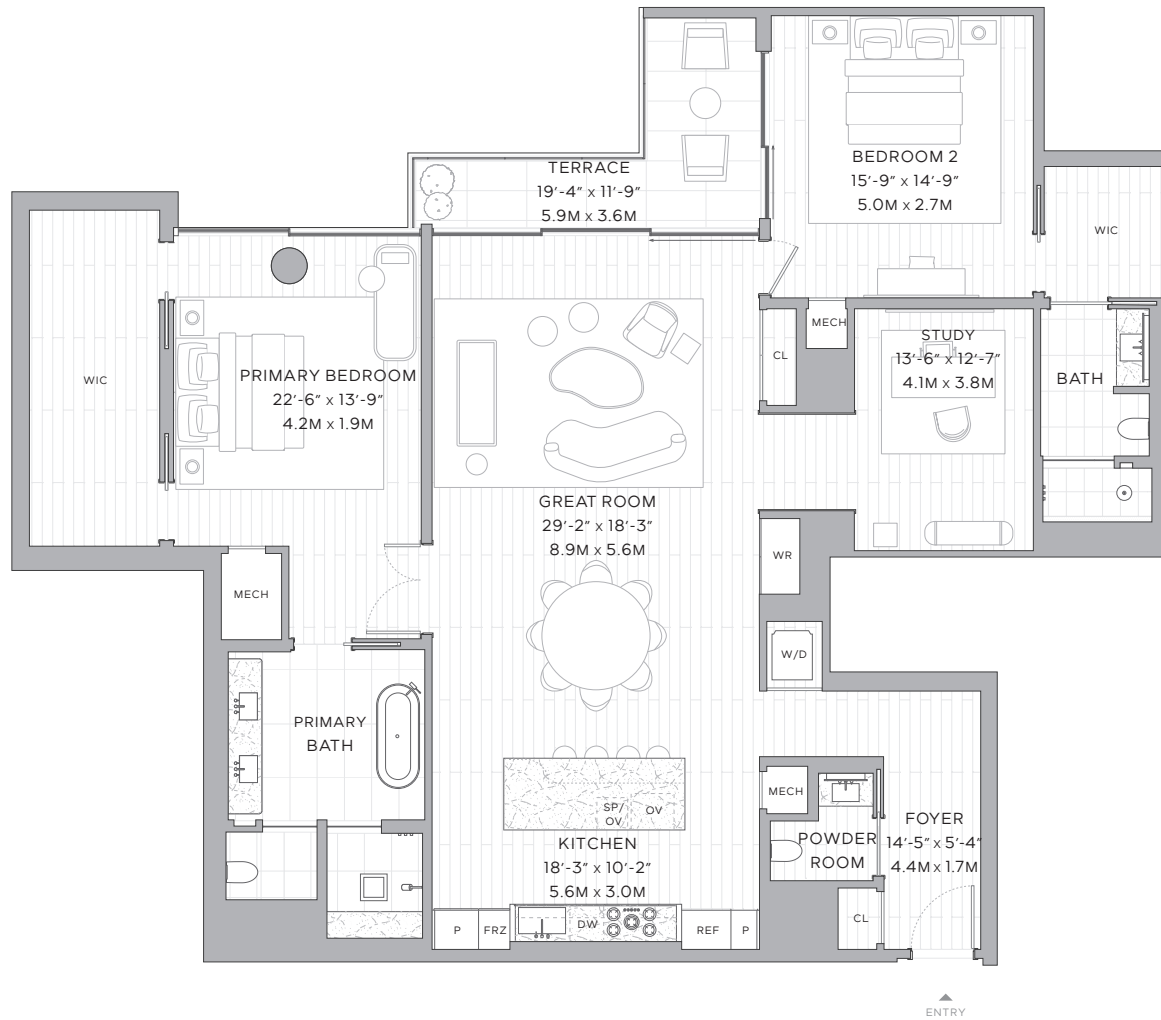 TERRACE
19'-4" x 11'-9"
5.9M x 3.6M
BEDROOM 2
15'-9" x 14'-9"
5.0M x 2.7M
WIC
MECH
CL
STUDY
13'-6" x 12'-7"
4.1M x 3.8M
BATH
WIC
PRIMARY BEDROOM
22'-6" x 13'-9"
4.2M x 1.9M
GREAT ROOM
29'-2" x 18'-3"
8.9M x 5.6M
WR
MECH
W/D
PRIMARY
BATH
MECH
SP/
OV
OV
KITCHEN
18'-3" x 10'-2"
5.6M x 3.0M
POWDER
ROOM
FOYER
14'-5" x 5'-4"
4.4M x 1.7M
P
FRZ
DW
REF
P
CL
ENTRY